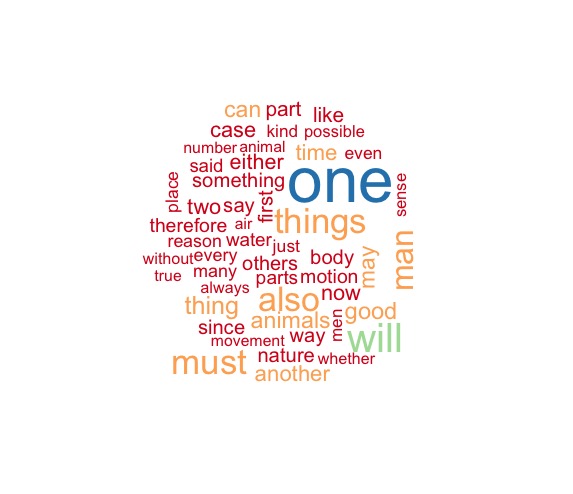 can part like
case kind possible
number animal time even
said either
place something one sense
two say first things
therefore air
reason water just man
without every others body may
true many parts motion
always also now
thing animals men good
since way will
movement
must nature whether
another